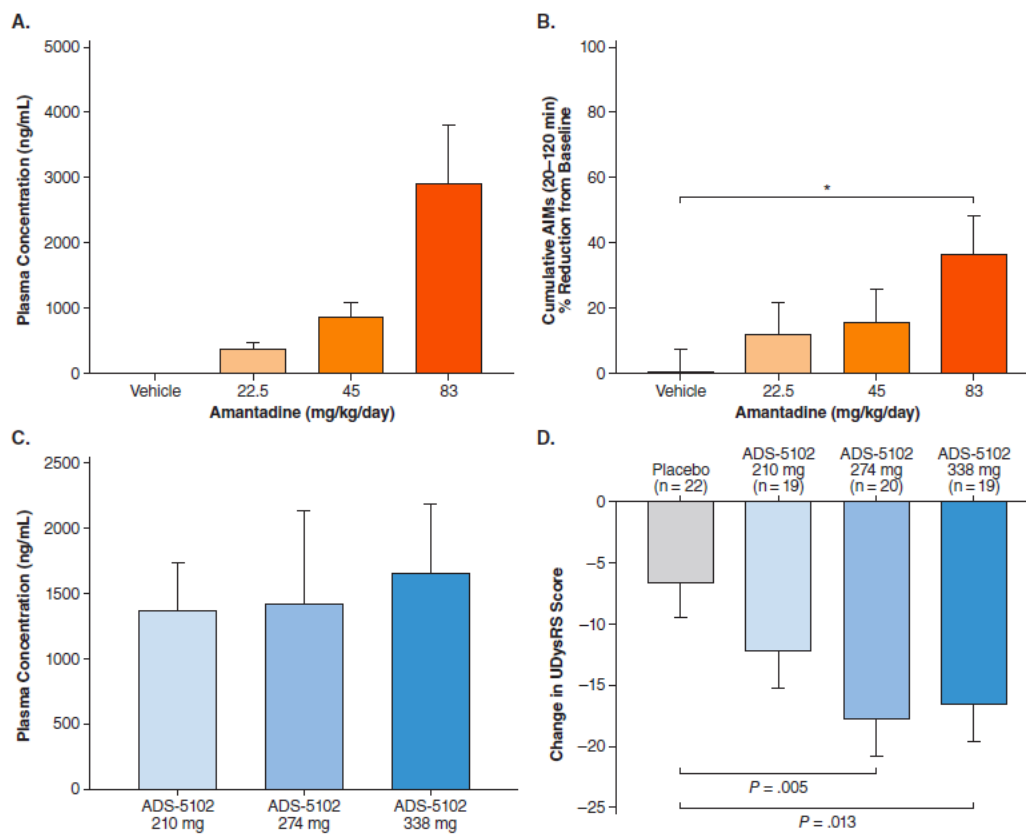 A.
Plasma Concentration (ng/mL)
5000
4000
3000
2000
1000
0
Vehicle 22.5 45 83
Amantadine (mg/kg/day)
B.
Cumulative AIMs (20–120 min)
% Reduction from Baseline
100
80
60
40
20
0
*
Vehicle 22.5 45 83
Amantadine (mg/kg/day)
C.
Plasma Concentration (ng/mL)
2500
2000
1500
1000
500
0
ADS-5102 ADS-5102 ADS-5102
210 mg 274 mg 338 mg
D.
ADS-5102 ADS-5102 ADS-5102
Placebo 210 mg 274 mg 338 mg
(n = 22) (n = 19) (n = 20) (n = 19)
Change in UDysRS Score
0
−5
−10
−15
−20
−25
P = .005
P = .013